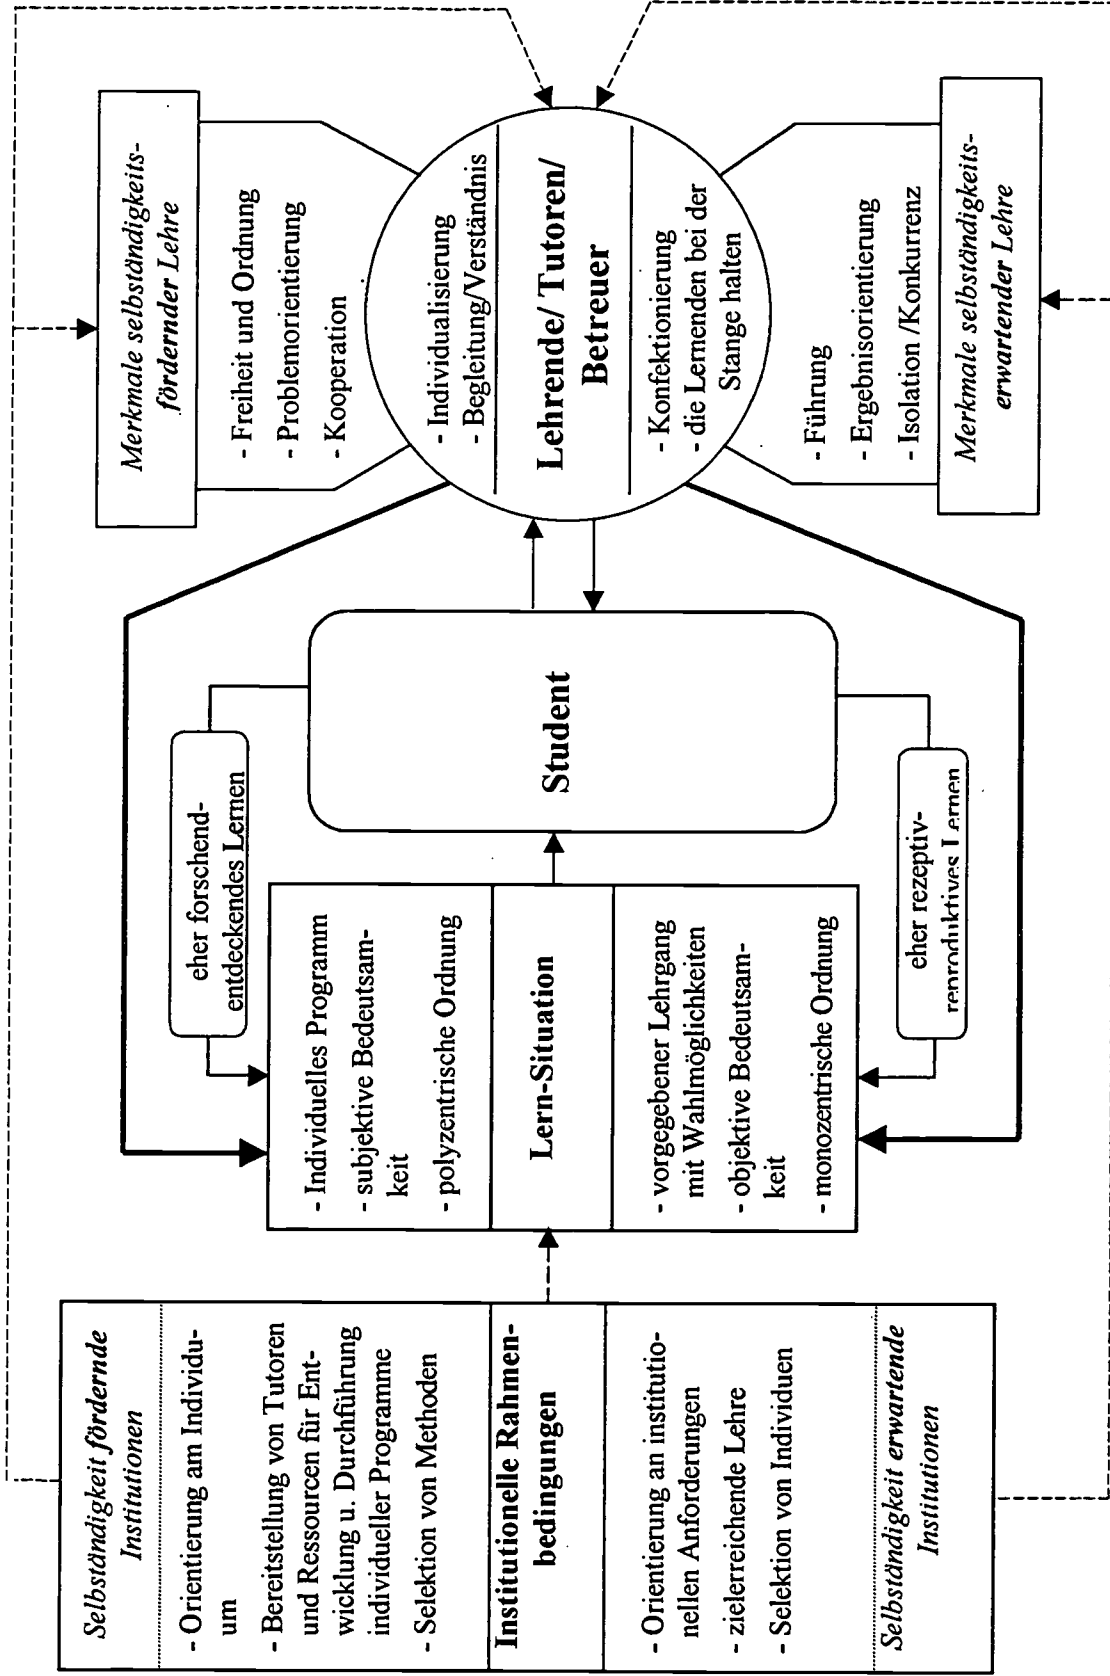 Selbständigkeit fördernde
Institutionen
- Orientierung am Individu-
um
- Bereitstellung von Tutoren
und Ressourcen für Ent-
wicklung u. Durchführung
individueller Programme
- Selektion von Methoden
Institutionelle Rahmen-
bedingungen
- Orientierung an institutio-
nellen Anforderungen
- zielerreichende Lehre
- Selektion von Individuen
Selbständigkeit erwartende
Institutionen
eher forschend-
entdeckendes Lernen
- Individuelles Programm
- subjektive Bedeutsam-
keit
- polyzentrische Ordnung
Lern-Situation
- vorgegebener Lehrgang
mit Wahlmöglichkeiten
- objektive Bedeutsam-
keit
- monozentrische Ordnung
eher rezeptiv-
reproduktives Lernen
Student
Merkmale selbständigkeits-
fördernder Lehre
- Freiheit und Ordnung
- Problemorientierung
- Kooperation
- Individualisierung
- Begleitung/Verständnis
Lehrende/ Tutoren/
Betreuer
- Konfektionierung
- die Lernenden bei der
Stange halten
- Führung
- Ergebnisorientierung
- Isolation /Konkurrenz
Merkmale selbständigkeits-
erwartender Lehre